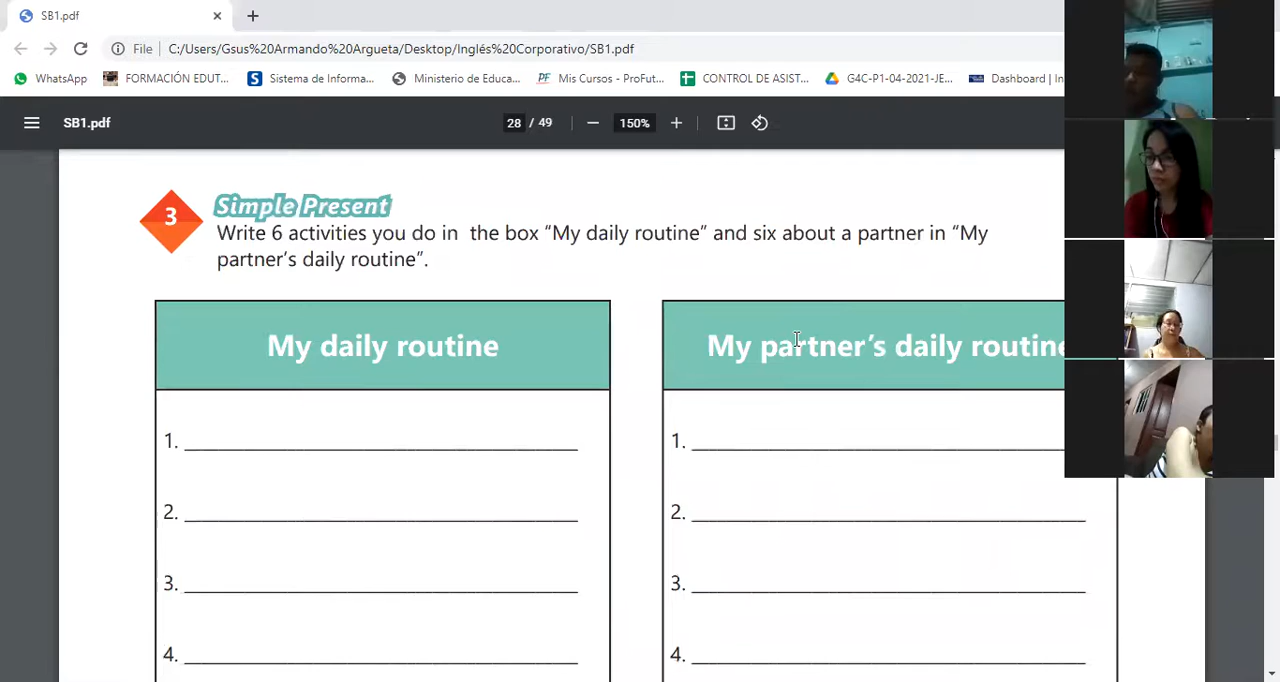 SB1.pdf
File
C:/Users/Gsus%20Armando%20Argueta/Desktop/Inglés%20Corporativo/SB1.pdf
WhatsApp
FORMACIÓN EDUT...
Sistema de Informa...
Ministerio de Educa...
PF
Mis Cursos - ProFut...
CONTROL DE ASIST...
G4C-P1-04-2021-JE...
Dashboard | In
SB1.pdf
28 / 49
150%
3
Simple Present
Write 6 activities you do in the box “My daily routine” and six about a partner in “My
partner’s daily routine”.
My daily routine
1.
2.
3.
4.
My partner’s daily routine
1.
2.
3.
4.